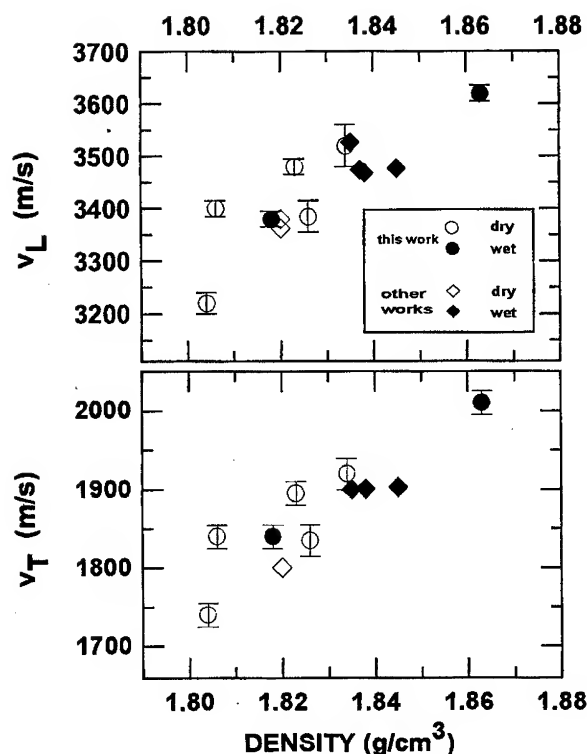 1.80 1.82 1.84 1.86 1.88
3700
3600
3500
3400
3300
3200
v_L (m/s)
this work dry
wet
other works dry
wet
2000
1900
1800
1700
v_T (m/s)
1.80 1.82 1.84 1.86 1.88
DENSITY (g/cm³)